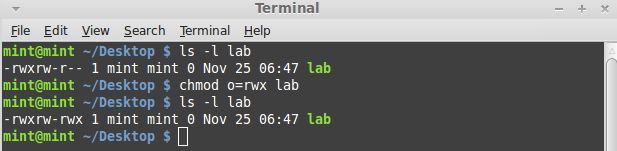 Terminal
File Edit View Search Terminal Help
mint@mint ~/Desktop $ ls -l lab
-rwxrw-r-- 1 mint mint 0 Nov 25 06:47 lab
mint@mint ~/Desktop $ chmod o=rwx lab
mint@mint ~/Desktop $ ls -l lab
-rwxrw-rwx 1 mint mint 0 Nov 25 06:47 lab
mint@mint ~/Desktop $